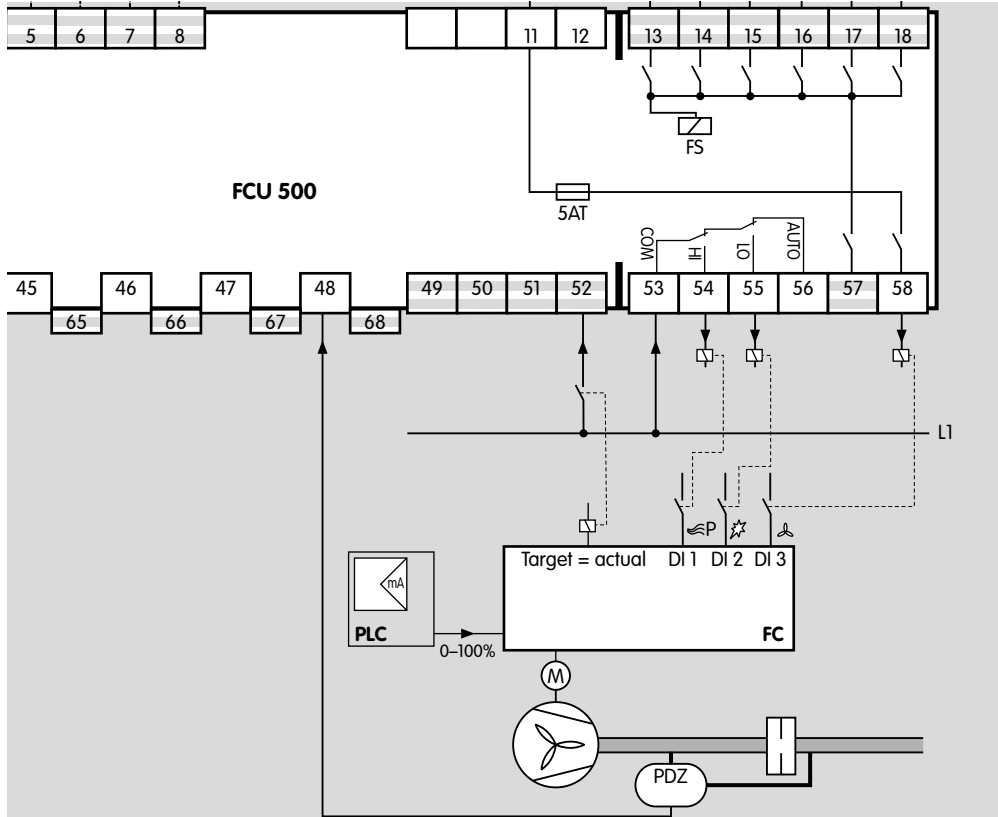 5 6 7 8 11 12 13 14 15 16 17 18
FS
FCU 500
5AT
COM HI LO AUTO
45 46 47 48 49 50 51 52 53 54 55 56 57 58
65 66 67 68
L1
P
Target = actual DI 1 DI 2 DI 3
mA
PLC
FC
0–100%
M
PDZ